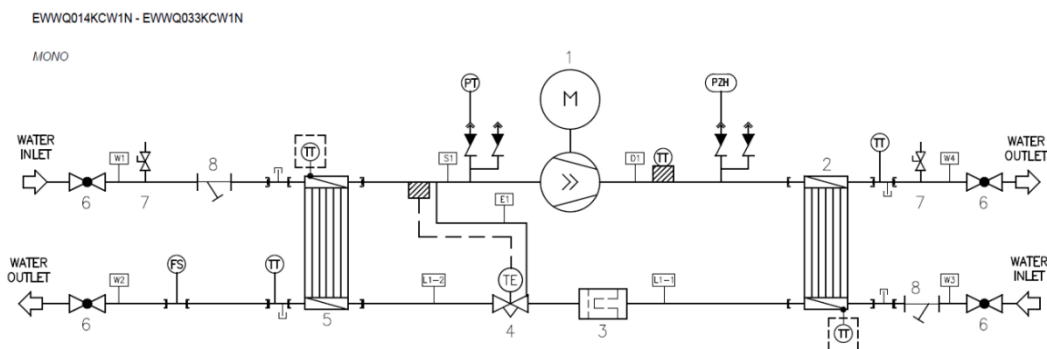 EWWQ014KCW1N - EWWQ033KCW1N
MONO
1
PT
M
PZH
WATER
INLET
W1
8
TT
S1
D1
TT
2
TT
W4
WATER
OUTLET
6
7
E1
7
6
WATER
OUTLET
W2
FS
TT
L1-2
TE
L1-1
8
W3
WATER
INLET
6
5
4
3
TT
6